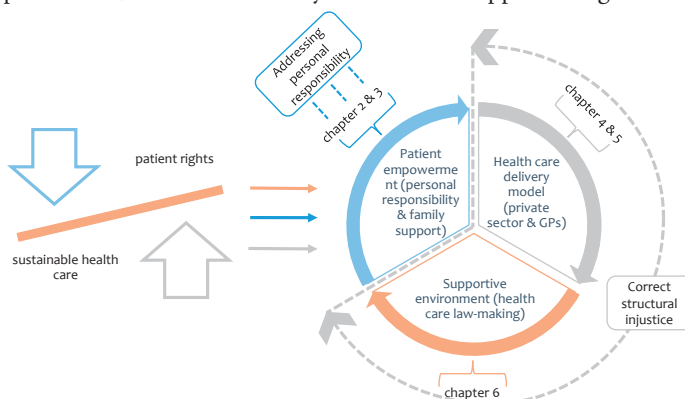 Addressing
personal
responsibility
chapter 2 & 3
chapter 4 & 5
patient rights
sustainable health
care
Patient
empowerme
nt (personal
responsibility
& family
support)
Health care
delivery
model
(private
sector & GPs)
Supportive
environment (health
care law-making)
Correct
structural
injustice
chapter 6